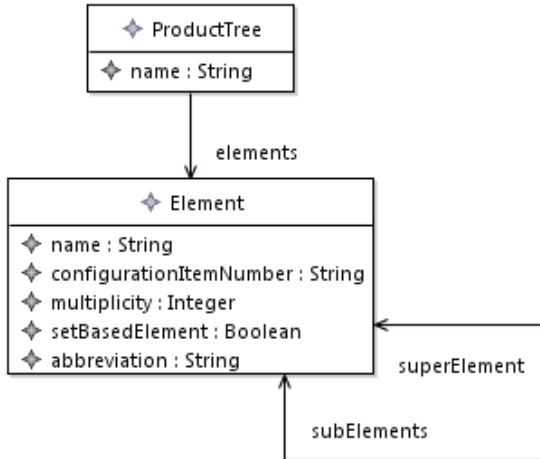 ProductTree
name : String
elements
Element
name : String
configurationItemNumber : String
multiplicity : Integer
setBasedElement : Boolean
abbreviation : String
superElement
subElements